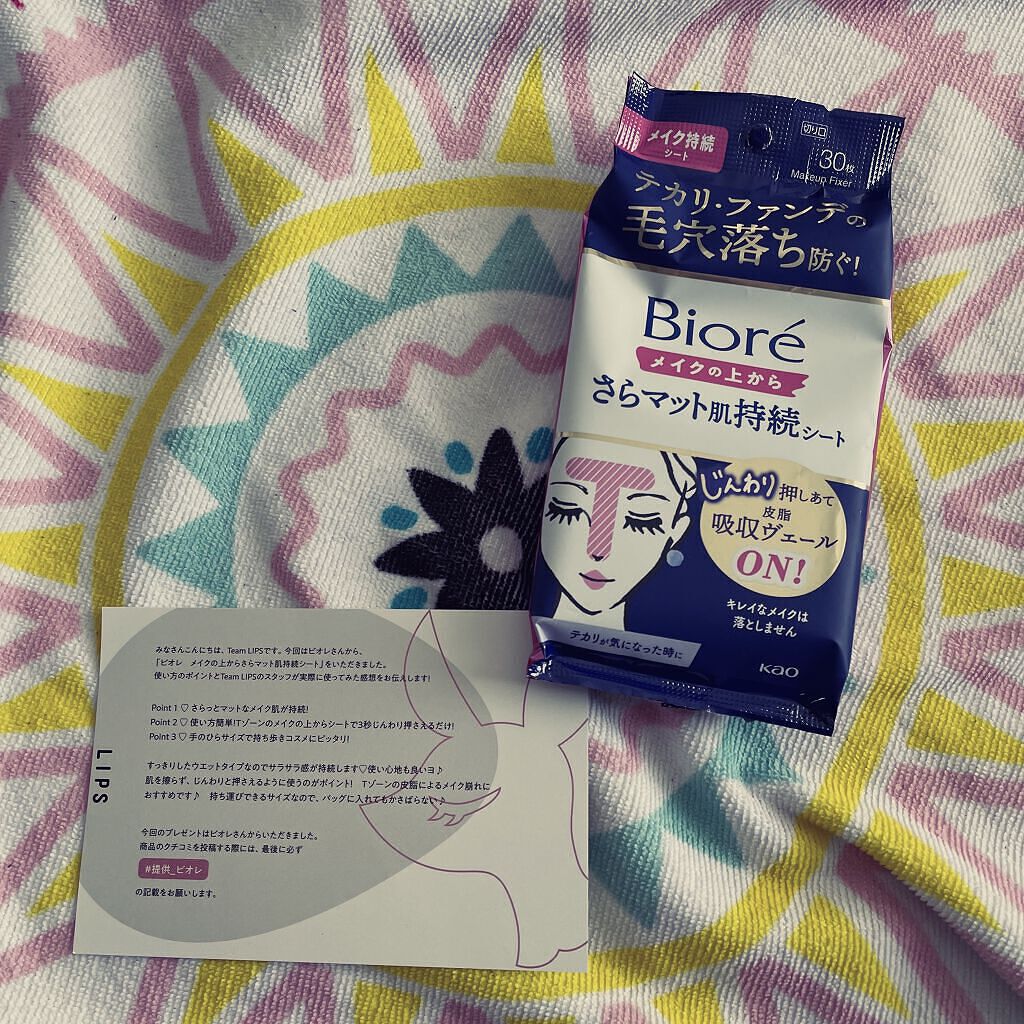 メイク持続
シート
切り口
30枚
Makeup Fixer
テカリ・ファンデの
毛穴落ち防ぐ!
Bioré
メイクの上から
さらマット肌持続シート
T
じんわり押しあて
皮脂
吸収ヴェール
ON!
キレイなメイクは
落としません
テカリが気になった時に
Kao
LIPS
みなさんこんにちは、Team LIPSです。今回はビオレさんから、
「ビオレ メイクの上からさらマット肌持続シート」をいただきました。
使い方のポイントとTeam LIPSのスタッフが実際に使ってみた感想をお伝えします!
Point 1 ♡ さらっとマットなメイク肌が持続!
Point 2 ♡ 使い方簡単!Tゾーンのメイクの上からシートで3秒じんわり押さえるだけ!
Point 3 ♡ 手のひらサイズで持ち歩きコスメにピッタリ!
すっきりしたウエットタイプなのでサラサラ感が持続します♡使い心地も良いヨ♪
肌を擦らず、じんわりと押さえるように使うのがポイント! Tゾーンの皮脂によるメイク崩れに
おすすめです♪ 持ち運びできるサイズなので、バッグに入れてもかさばらない♪
今回のプレゼントはビオレさんからいただきました。
商品のクチコミを投稿する際には、最後に必ず
#提供_ビオレ
の記載をお願いします。